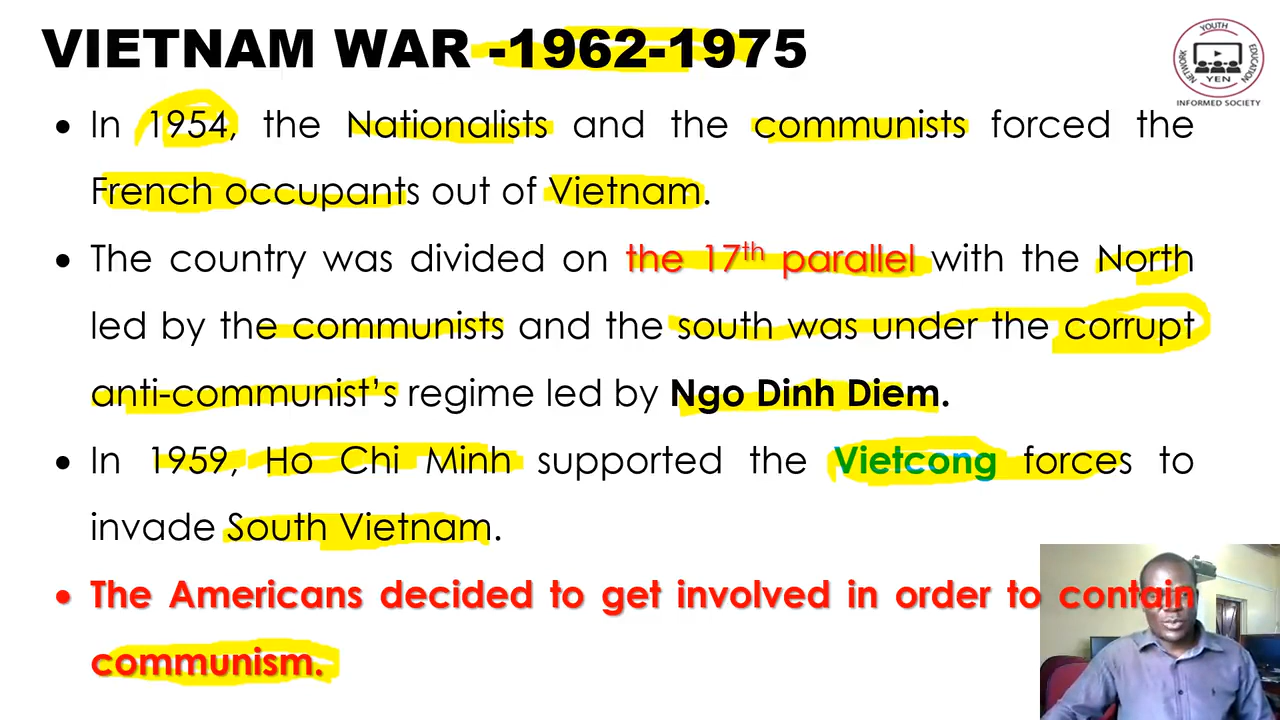 VIETNAM WAR -1962-1975
YOUTH
NETWORK
EDUCATION
YEN
INFORMED SOCIETY
• In 1954, the Nationalists and the communists forced the
French occupants out of Vietnam.
• The country was divided on the 17th parallel with the North
led by the communists and the south was under the corrupt
anti-communist’s regime led by Ngo Dinh Diem.
• In 1959, Ho Chi Minh supported the Vietcong forces to
invade South Vietnam.
• The Americans decided to get involved in order to contain
communism.